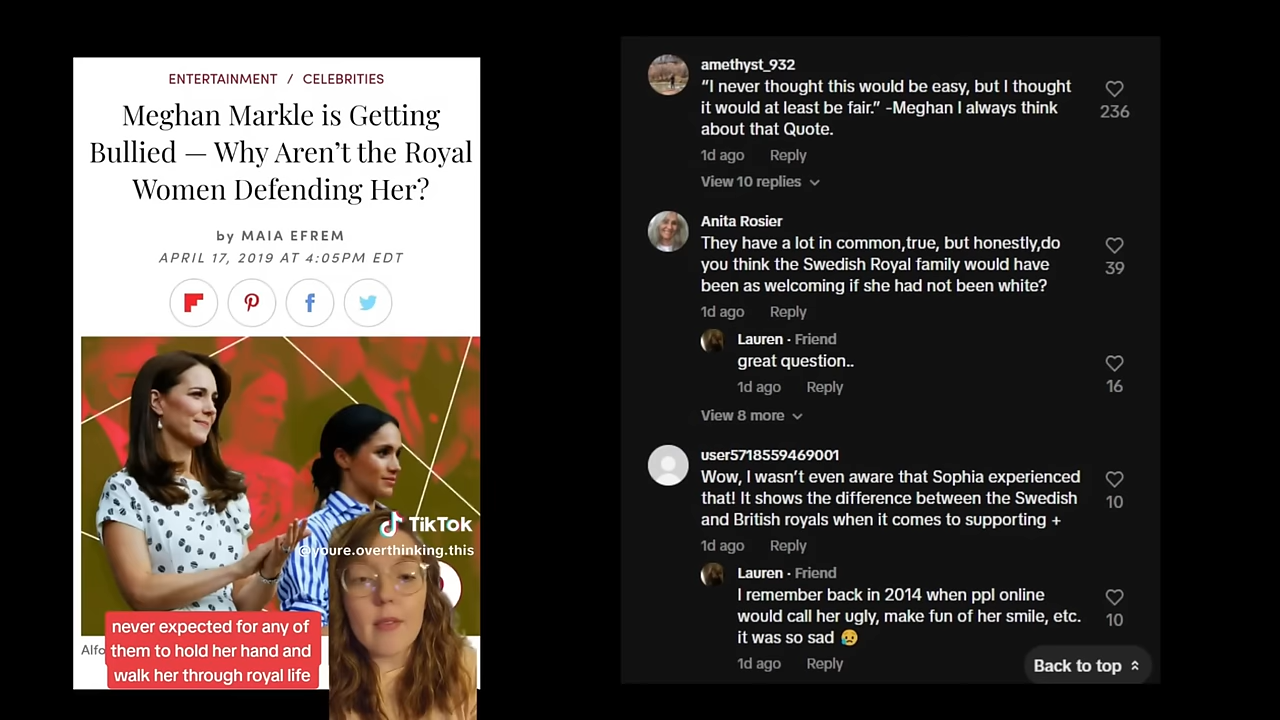 ENTERTAINMENT / CELEBRITIES
Meghan Markle is Getting
Bullied — Why Aren’t the Royal
Women Defending Her?
by MAIA EFREM
APRIL 17, 2019 AT 4:05PM EDT
TikTok
@youre.overthinking.this
never expected for any of
them to hold her hand and
walk her through royal life
Alfo
amethyst_932
“I never thought this would be easy, but I thought
it would at least be fair.” -Meghan I always think
about that Quote.
236
1d ago Reply
View 10 replies
Anita Rosier
They have a lot in common,true, but honestly,do
you think the Swedish Royal family would have
been as welcoming if she had not been white?
39
1d ago Reply
Lauren · Friend
great question..
16
1d ago Reply
View 8 more
user5718559469001
Wow, I wasn’t even aware that Sophia experienced
that! It shows the difference between the Swedish
and British royals when it comes to supporting +
10
1d ago Reply
Lauren · Friend
I remember back in 2014 when ppl online
would call her ugly, make fun of her smile, etc.
it was so sad 😥
10
1d ago Reply
Back to top